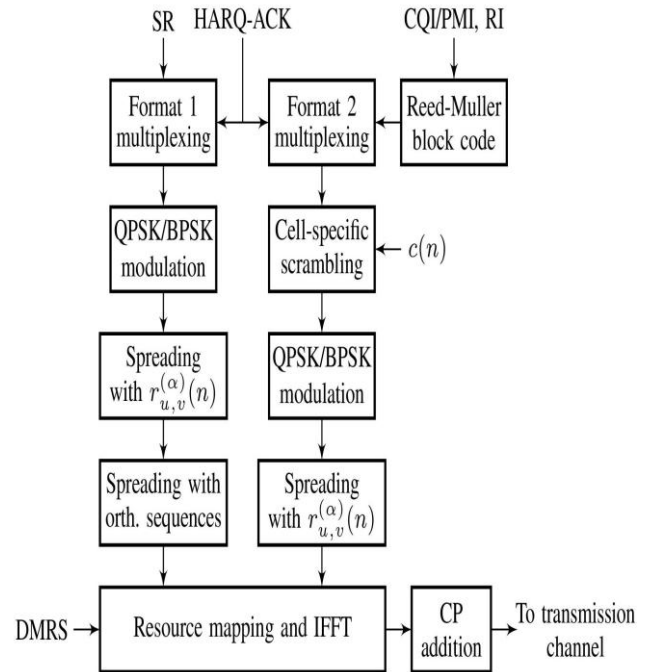 SR
HARQ-ACK
CQI/PMI, RI
Format 1
multiplexing
Format 2
multiplexing
Reed-Muller
block code
QPSK/BPSK
modulation
Cell-specific
scrambling
c(n)
Spreading
with r_{u,v}^{(α)}(n)
QPSK/BPSK
modulation
Spreading with
orth. sequences
Spreading
with r_{u,v}^{(α)}(n)
DMRS
Resource mapping and IFFT
CP
addition
To transmission
channel